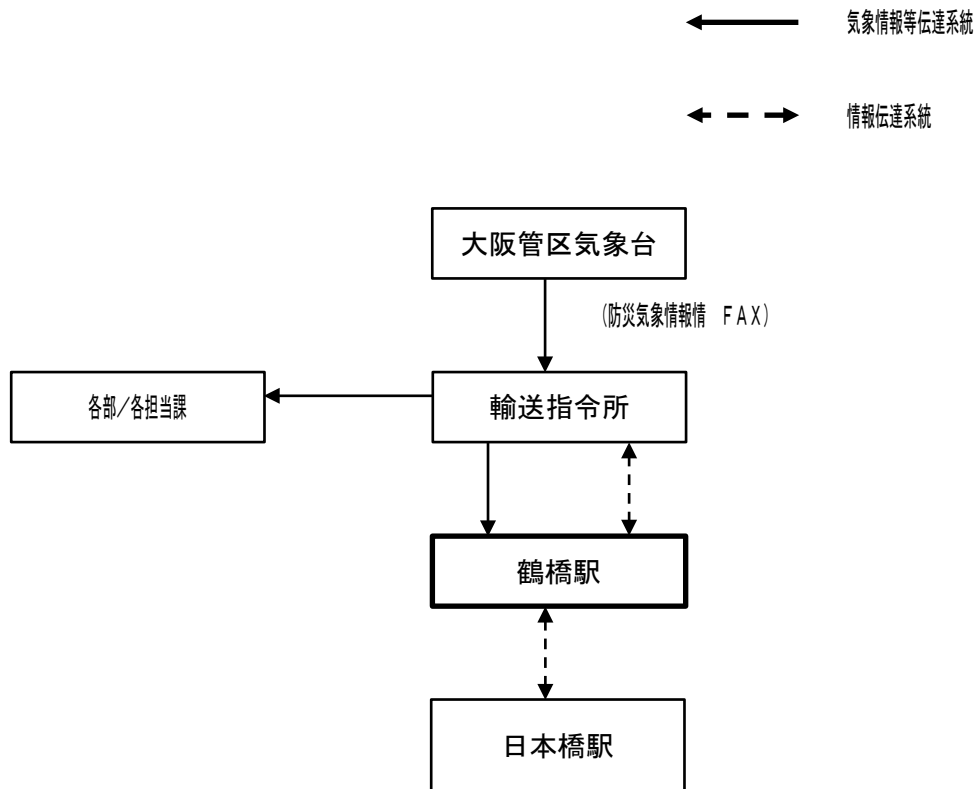 気象情報等伝達系統
情報伝達系統
大阪管区気象台
(防災気象情報情　ＦＡＸ)
各部／各担当課
輸送指令所
鶴橋駅
日本橋駅